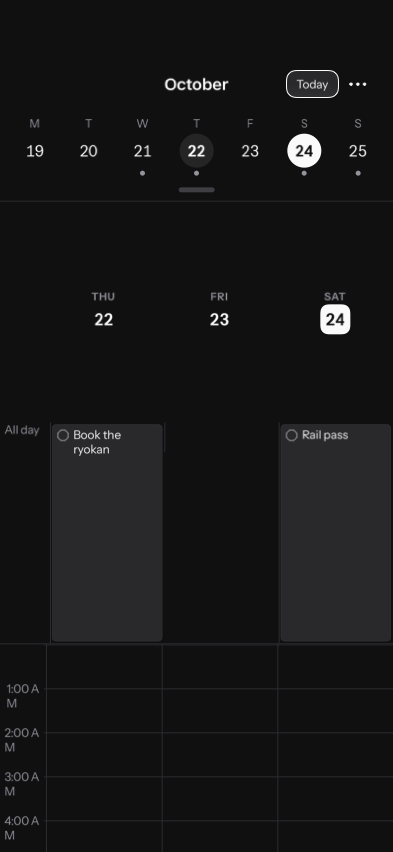 October
Today
M T W T F S S
19 20 21 22 23 24 25
THU FRI SAT
22 23 24
All day
Book the
ryokan
Rail pass
1:00 A
M
2:00 A
M
3:00 A
M
4:00 A
M